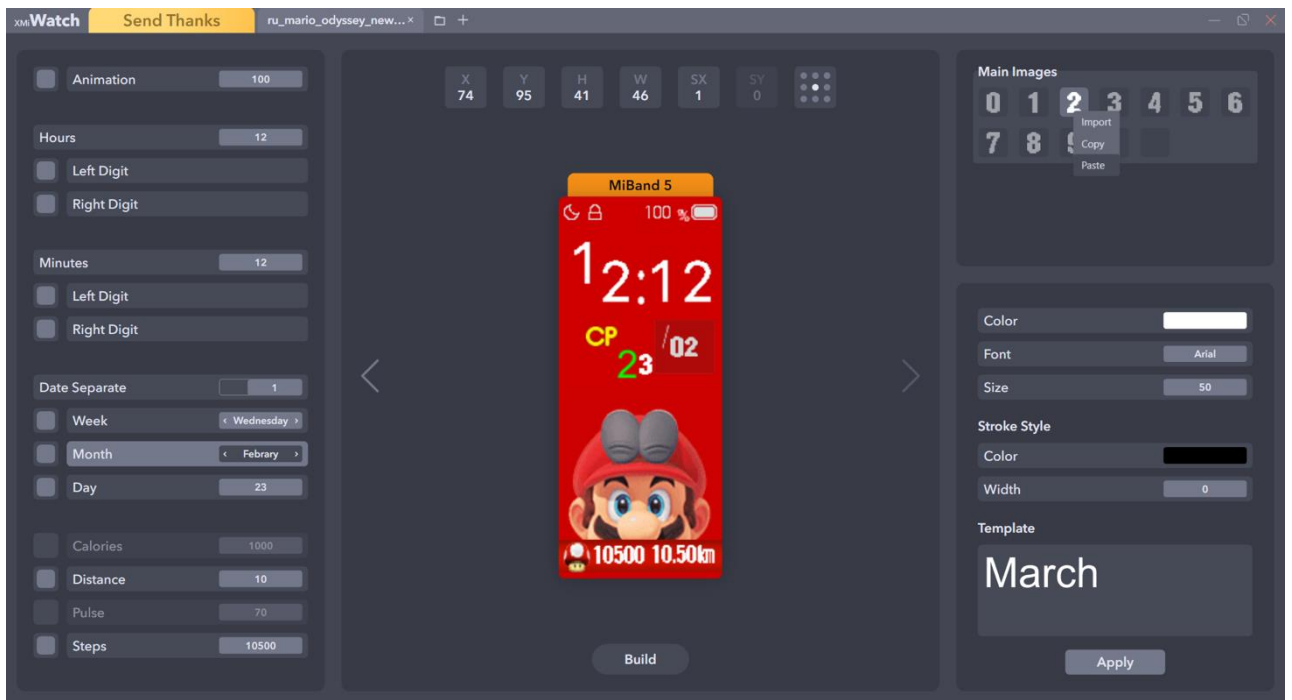 XMiWatch
Send Thanks
ru_mario_odyssey_new...×
Animation 100
Hours 12
Left Digit
Right Digit
Minutes 12
Left Digit
Right Digit
Date Separate 1
Week ‹ Wednesday ›
Month ‹ Febrary ›
Day 23
Calories 1000
Distance 10
Pulse 70
Steps 10500
X Y H W SX SY
74 95 41 46 1 0
MiBand 5
100 %
12:12
CP
23
/02
10500 10.50km
Build
Main Images
0 1 2 3 4 5 6
7 8
Import
Copy
Paste
Color
Font Arial
Size 50
Stroke Style
Color
Width 0
Template
March
Apply